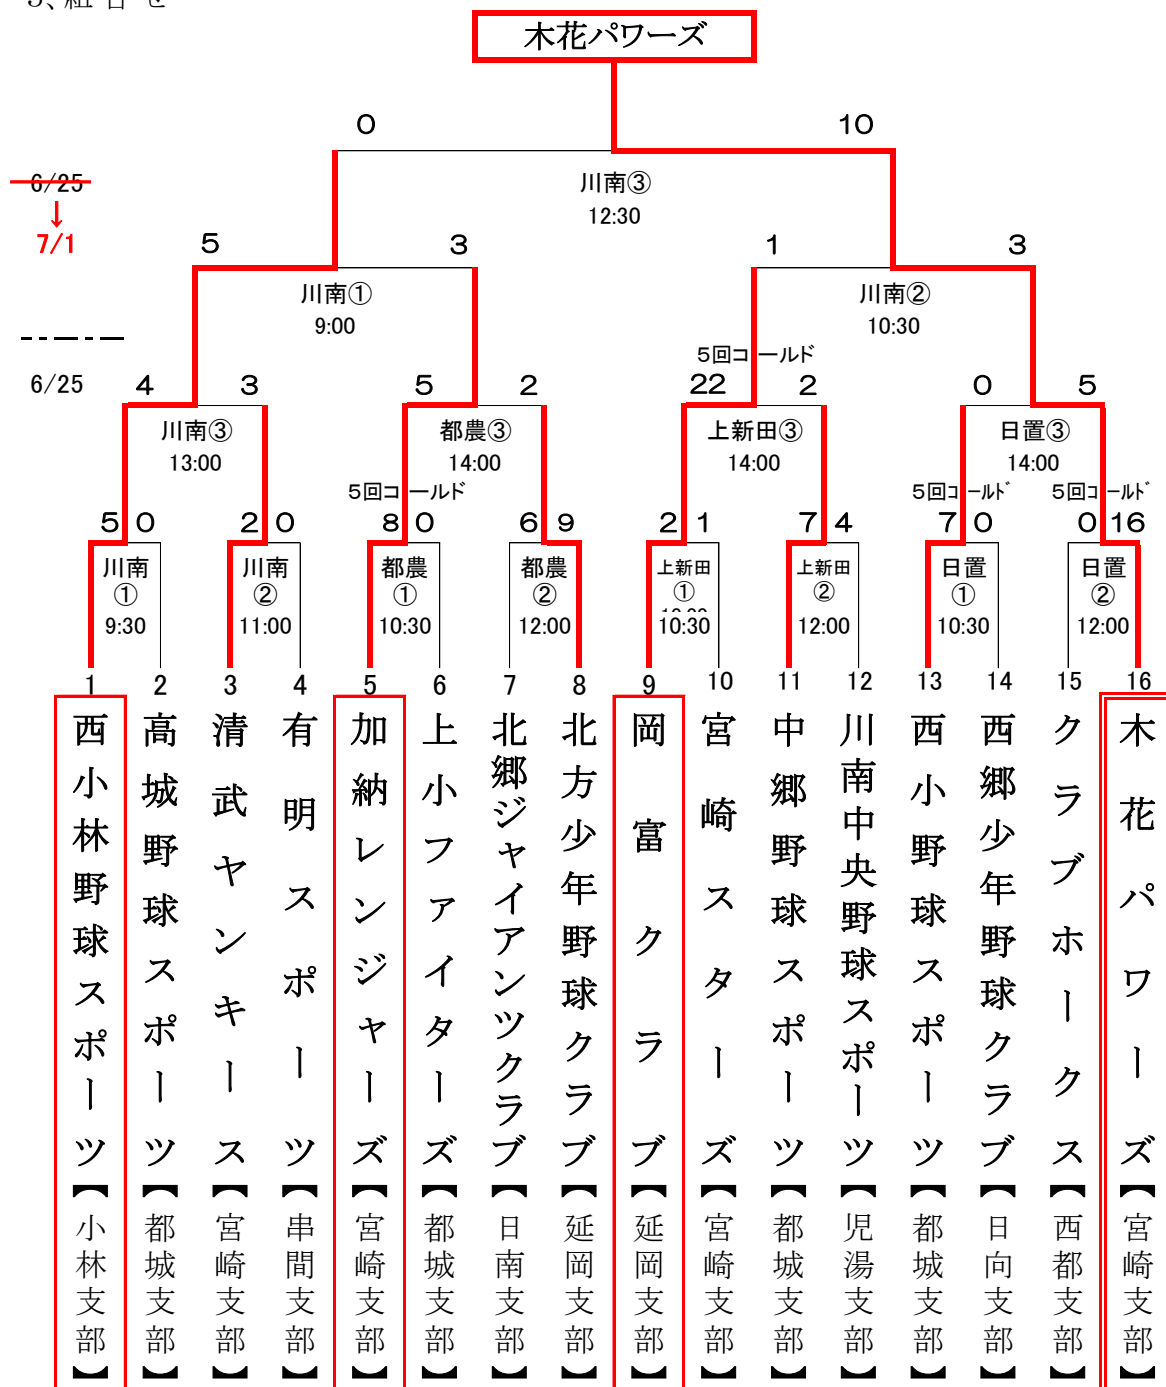 5、組 合 せ
木花パワーズ
0 10
6/25
川南③
12:30
↓
7/1
5 3 1 3
川南① 川南②
9:00 10:30
5回コールド
6/25 4 3 5 2 22 2 0 5
川南③ 都農③ 上新田③ 日置③
13:00 14:00 14:00 14:00
5回コールド 5回コールド 5回コールド
5 0 2 0 8 0 6 9 2 1 7 4 7 0 0 16
川南 川南 都農 都農 上新田 上新田 日置 日置
① ② ① ② ① ② ① ②
9:30 11:00 10:30 12:00 10:30 12:00 10:30 12:00
1 2 3 4 5 6 7 8 9 10 11 12 13 14 15 16
西小林野球スポーツ【小林支部】
高城野球スポーツ【都城支部】
清武ヤンキース【宮崎支部】
有明スポーツ【串間支部】
加納レンジャーズ【宮崎支部】
上小ファイターズ【都城支部】
北郷ジャイアンツクラブ【日南支部】
北方少年野球クラブ【延岡支部】
岡富クラブ【延岡支部】
宮崎スターズ【宮崎支部】
中郷野球スポーツ【都城支部】
川南中央野球スポーツ【児湯支部】
西小野球スポーツ【都城支部】
西郷少年野球クラブ【日向支部】
クラブホークス【西都支部】
木花パワーズ【宮崎支部】